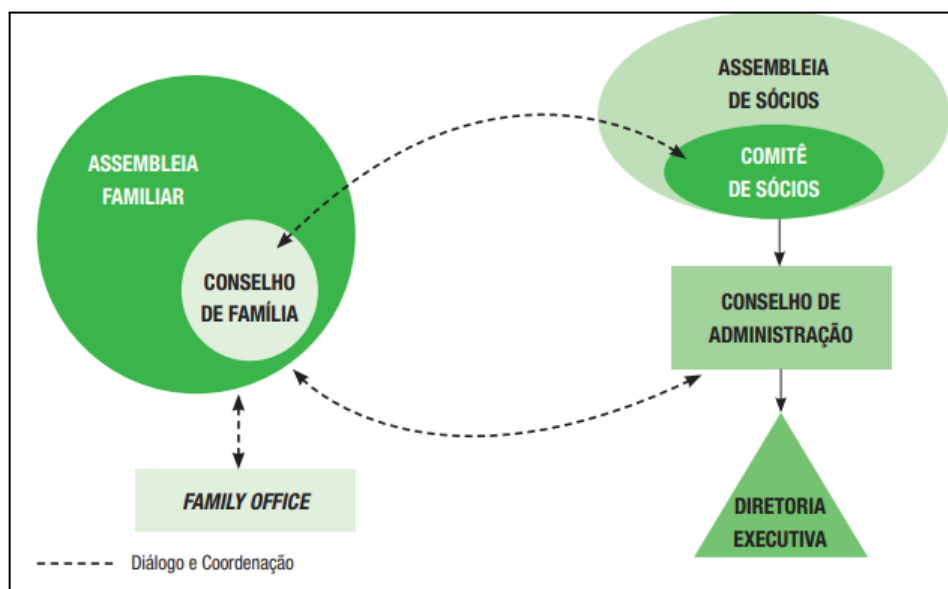 ASSEMBLEIA
FAMILIAR
CONSELHO
DE FAMÍLIA
FAMILY OFFICE
Diálogo e Coordenação
ASSEMBLEIA
DE SÓCIOS
COMITÊ
DE SÓCIOS
CONSELHO DE
ADMINISTRAÇÃO
DIRETORIA
EXECUTIVA